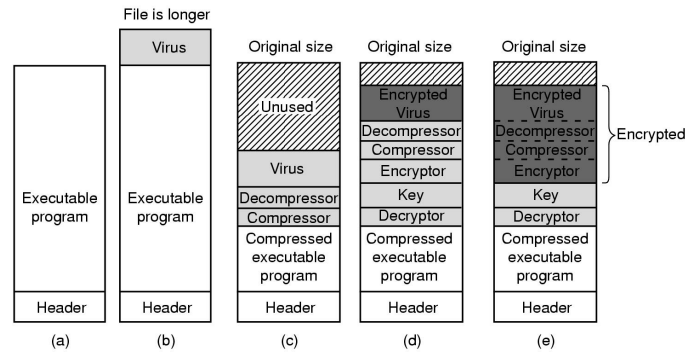 File is longer
Virus
Executable
program
Header
(a)
Executable
program
Header
(b)
Original size
Unused
Virus
Decompressor
Compressor
Compressed
executable
program
Header
(c)
Original size
Encrypted
Virus
Decompressor
Compressor
Encryptor
Key
Decryptor
Compressed
executable
program
Header
(d)
Original size
Encrypted
Virus
Decompressor
Compressor
Encryptor
Key
Decryptor
Compressed
executable
program
Header
(e)
Encrypted